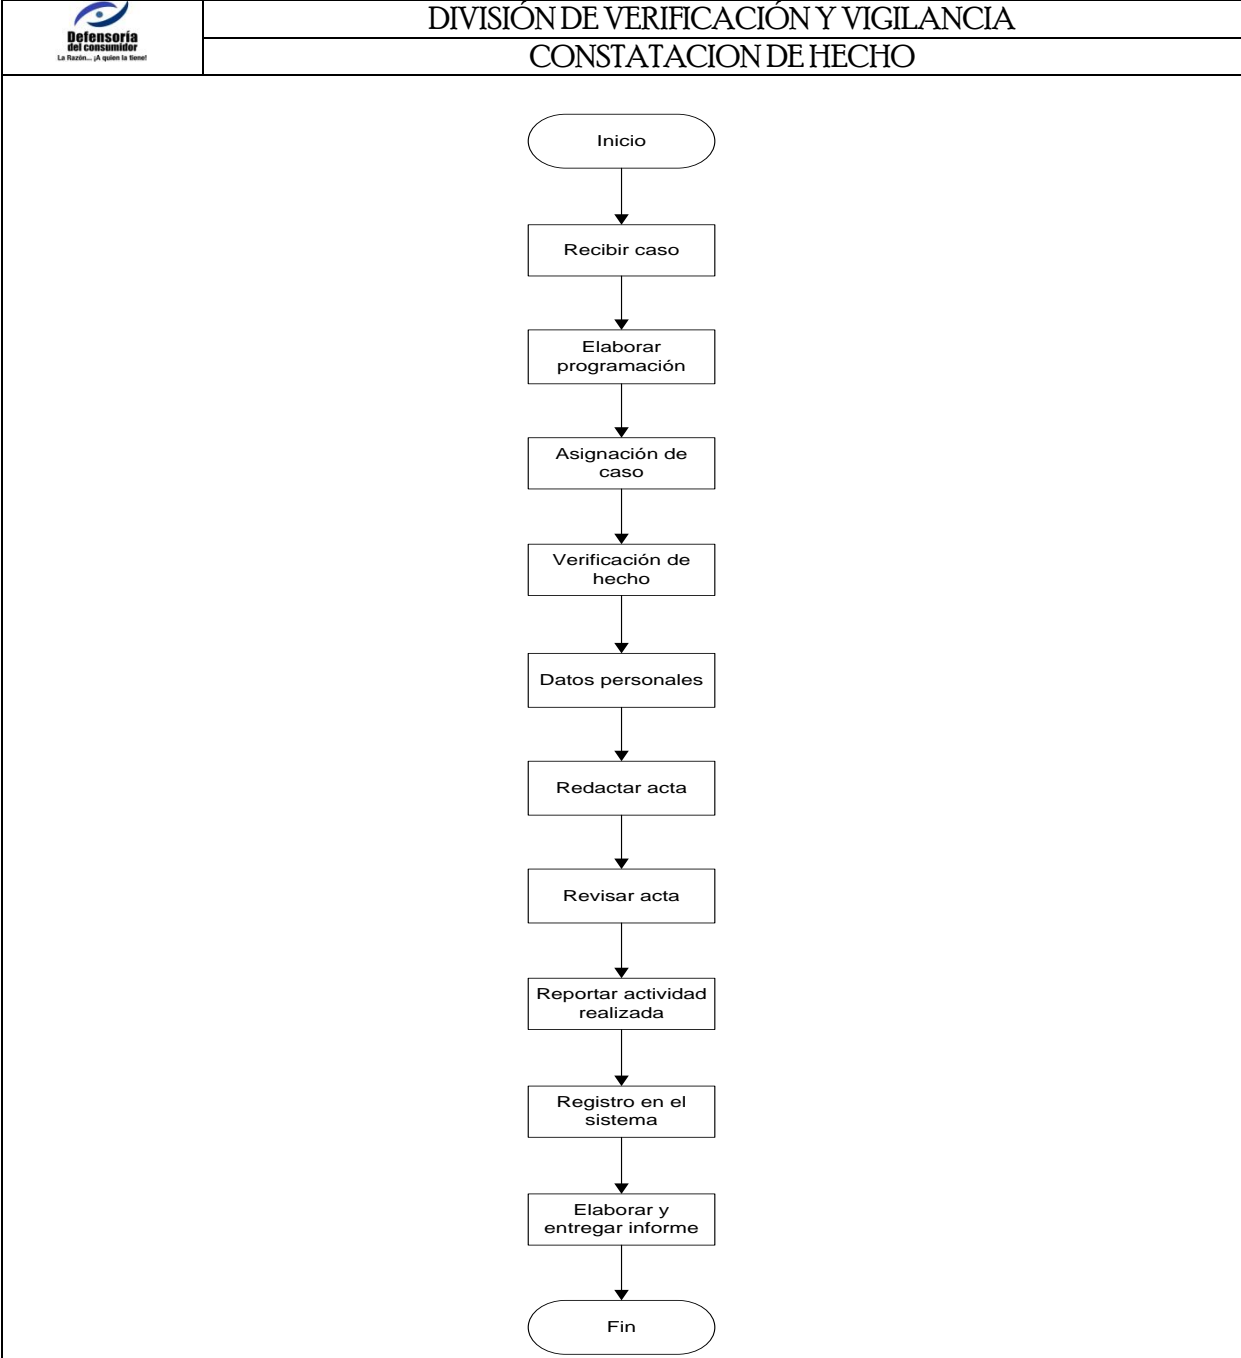 Defensoría
del consumidor
La Razón... ¡A quien la tiene!
DIVISIÓN DE VERIFICACIÓN Y VIGILANCIA
CONSTATACION DE HECHO
Inicio
Recibir caso
Elaborar
programación
Asignación de
caso
Verificación de
hecho
Datos personales
Redactar acta
Revisar acta
Reportar actividad
realizada
Registro en el
sistema
Elaborar y
entregar informe
Fin